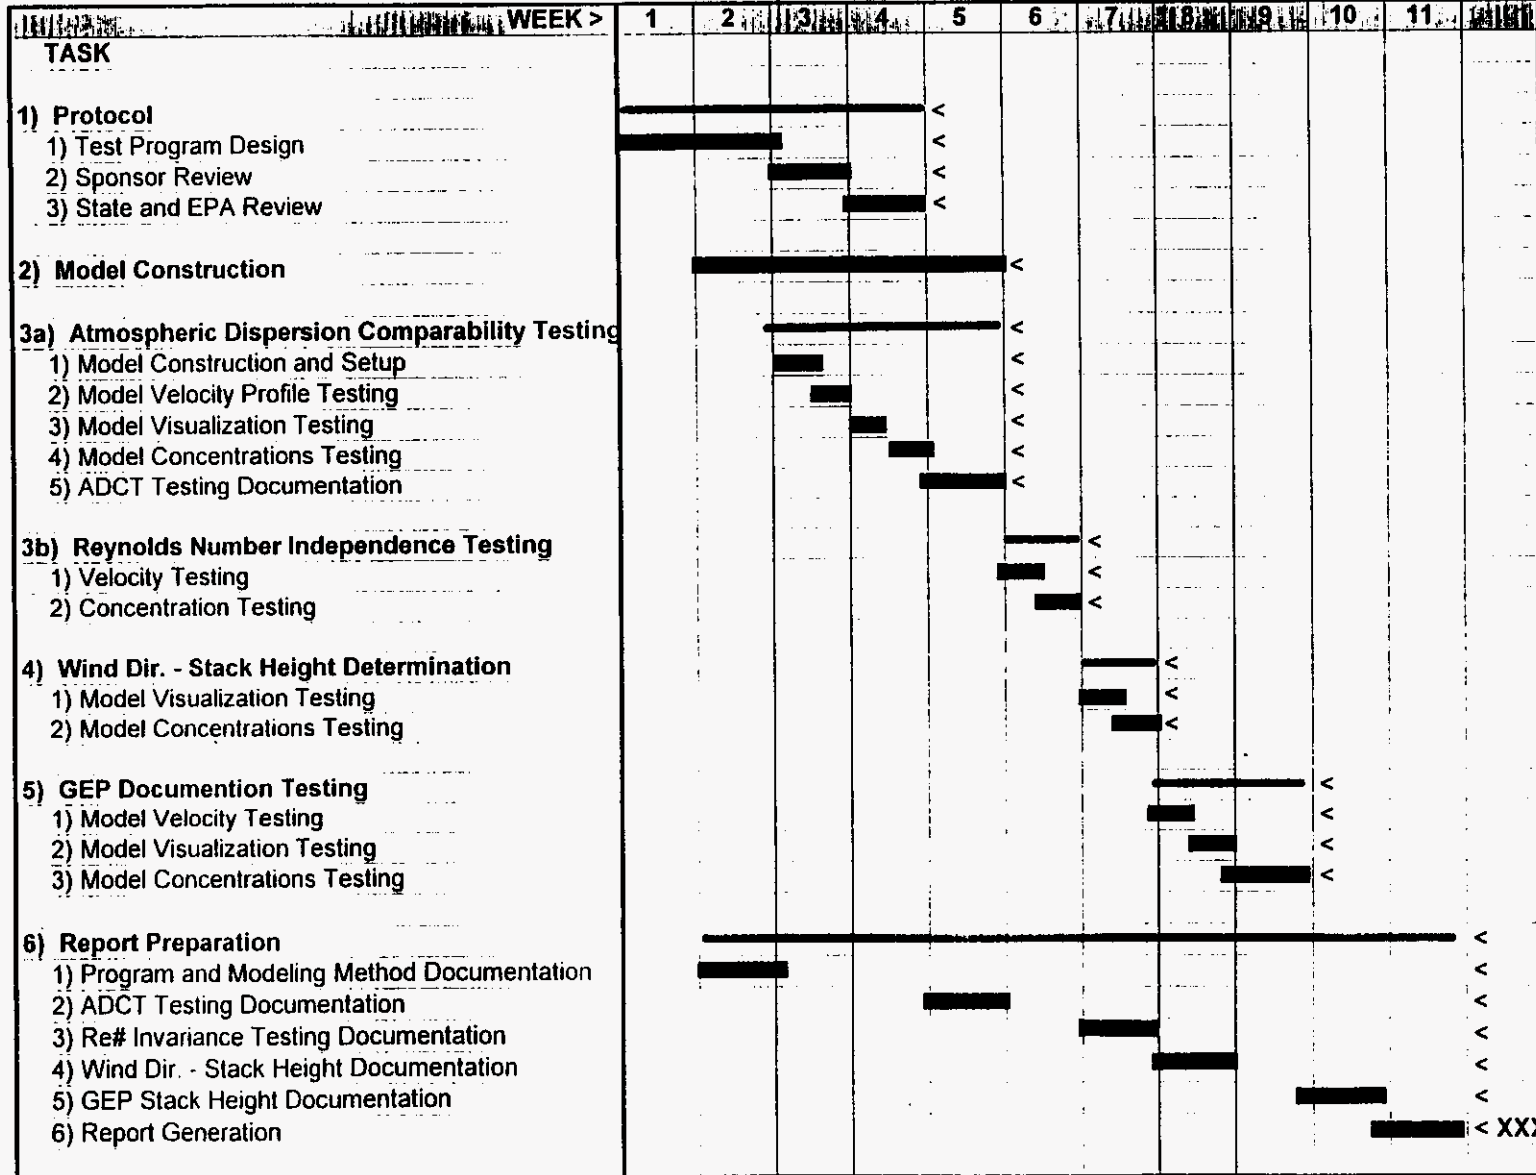 WEEK > 1 2 3 4 5 6 7 8 9 10 11
TASK
1) Protocol <
1) Test Program Design <
2) Sponsor Review <
3) State and EPA Review <
2) Model Construction <
3a) Atmospheric Dispersion Comparability Testing <
1) Model Construction and Setup <
2) Model Velocity Profile Testing <
3) Model Visualization Testing <
4) Model Concentrations Testing <
5) ADCT Testing Documentation <
3b) Reynolds Number Independence Testing <
1) Velocity Testing <
2) Concentration Testing <
4) Wind Dir. - Stack Height Determination <
1) Model Visualization Testing <
2) Model Concentrations Testing <
5) GEP Documention Testing <
1) Model Velocity Testing <
2) Model Visualization Testing <
3) Model Concentrations Testing <
6) Report Preparation <
1) Program and Modeling Method Documentation <
2) ADCT Testing Documentation <
3) Re# Invariance Testing Documentation <
4) Wind Dir. - Stack Height Documentation <
5) GEP Stack Height Documentation <
6) Report Generation < XXX